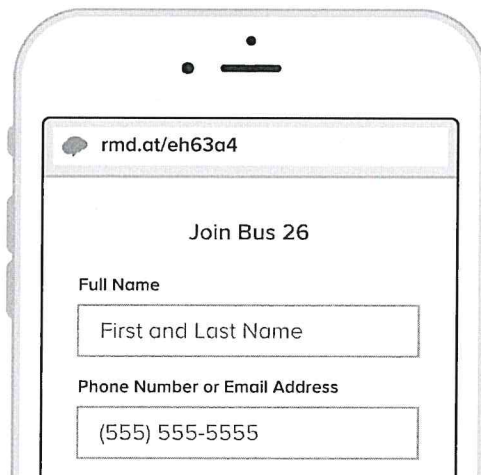 rmd.at/eh63a4
Join Bus 26
Full Name
First and Last Name
Phone Number or Email Address
(555) 555-5555